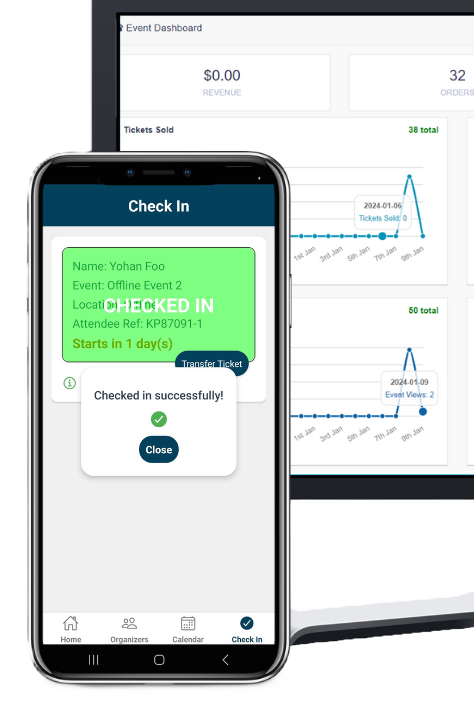 Event Dashboard
$0.00
REVENUE
32
ORDERS
Tickets Sold
38 total
2024-01-06
Tickets Sold: 0
1st Jan
3rd Jan
5th Jan
7th Jan
9th Jan
50 total
2024-01-09
Event Views: 2
1st Jan
3rd Jan
5th Jan
7th Jan
9th Jan
Check In
Name: Yohan Foo
Event: Offline Event 2
Location: Offline
CHECKED IN
Attendee Ref: KP87091-1
Starts in 1 day(s)
Transfer Ticket
Checked in successfully!
Close
Home
Organizers
Calendar
Check In